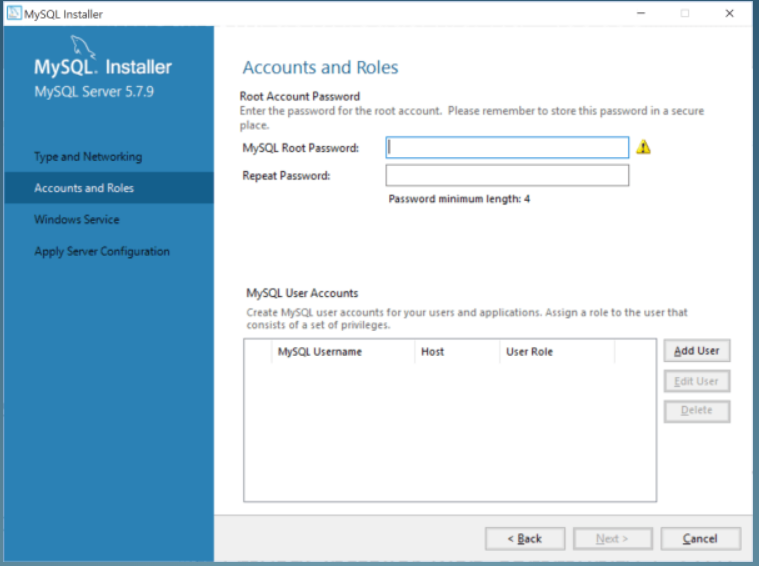 MySQL Installer
MySQL. Installer
MySQL Server 5.7.9
Type and Networking
Accounts and Roles
Windows Service
Apply Server Configuration
Accounts and Roles
Root Account Password
Enter the password for the root account. Please remember to store this password in a secure
place.
MySQL Root Password:
Repeat Password:
Password minimum length: 4
MySQL User Accounts
Create MySQL user accounts for your users and applications. Assign a role to the user that
consists of a set of privileges.
MySQL Username Host User Role
Add User
Edit User
Delete
< Back Next > Cancel